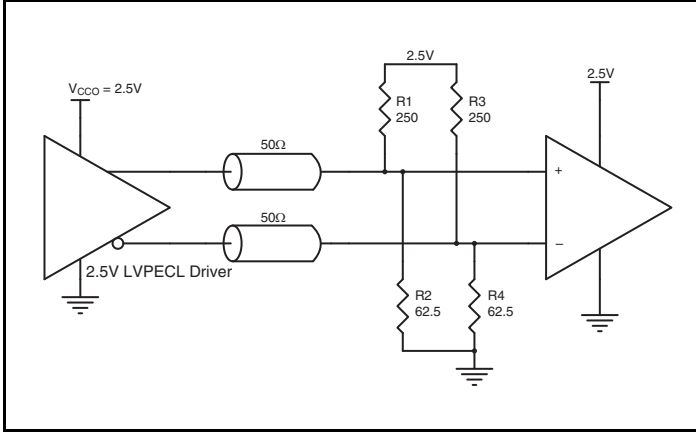 2.5V
V_CCO = 2.5V
2.5V
R1
250
R3
250
50Ω
+
50Ω
−
2.5V LVPECL Driver
R2
62.5
R4
62.5